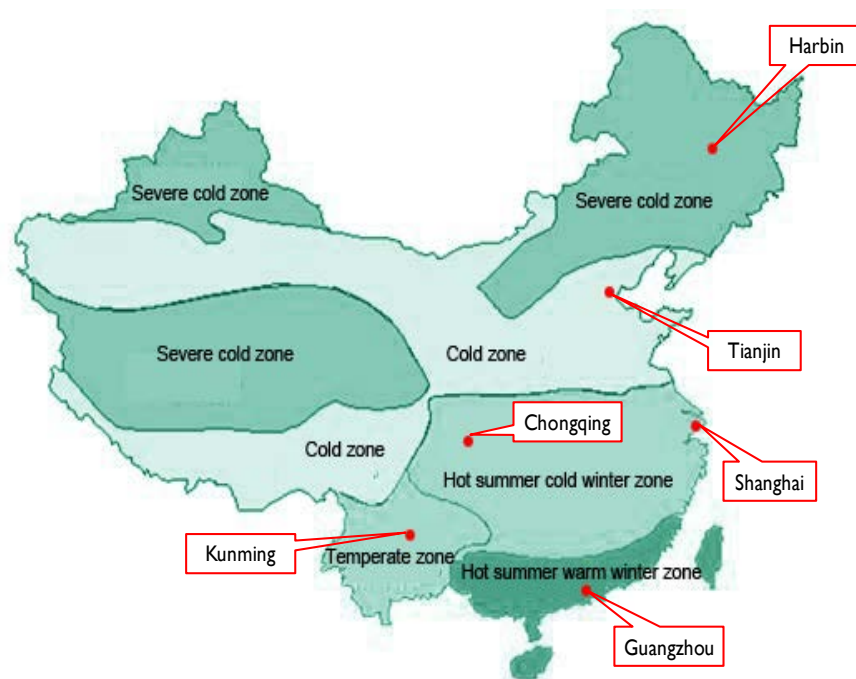 Harbin
Severe cold zone
Severe cold zone
Severe cold zone
Cold zone
Tianjin
Chongqing
Cold zone
Hot summer cold winter zone
Shanghai
Kunming
Temperate zone
Hot summer warm winter zone
Guangzhou